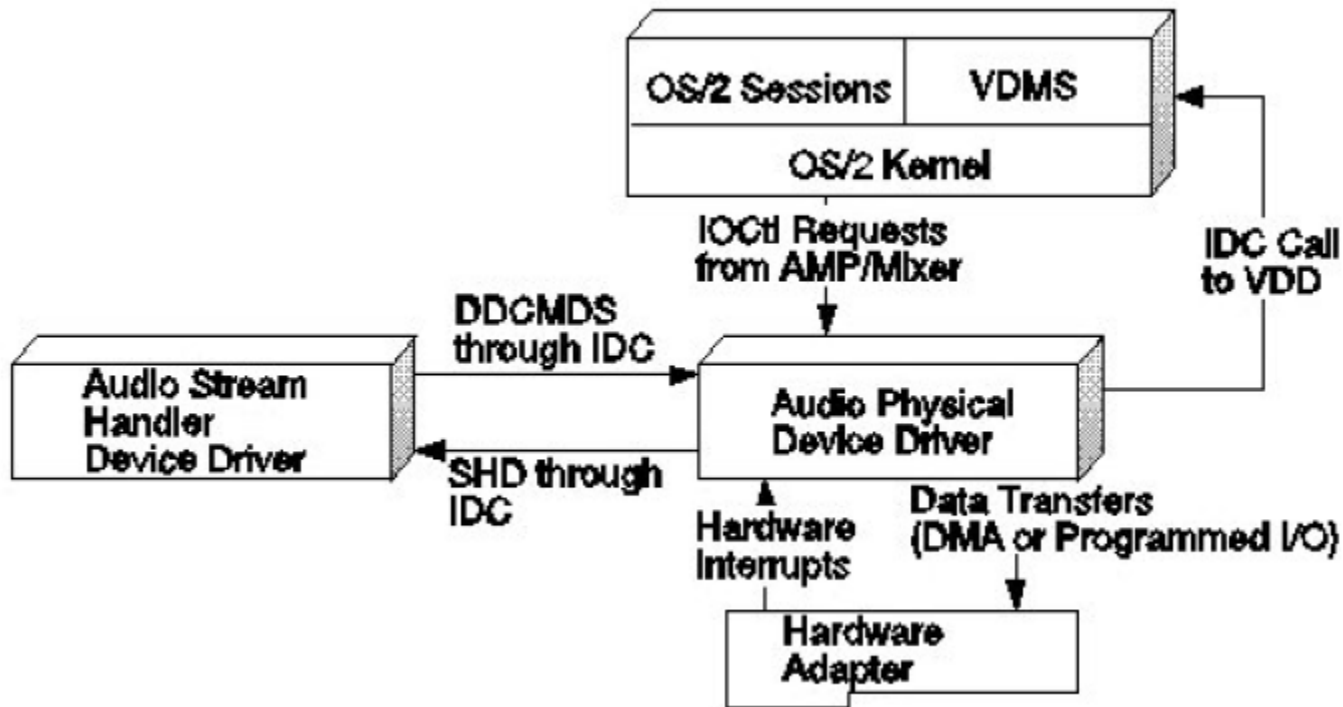 OS/2 Sessions
VDMS
OS/2 Kernel
IOCtl Requests
from AMP/Mixer
IDC Call
to VDD
DDCMDS
through IDC
Audio Stream
Handler
Device Driver
Audio Physical
Device Driver
SHD through
IDC
Hardware
Interrupts
Data Transfers
(DMA or Programmed I/O)
Hardware
Adapter